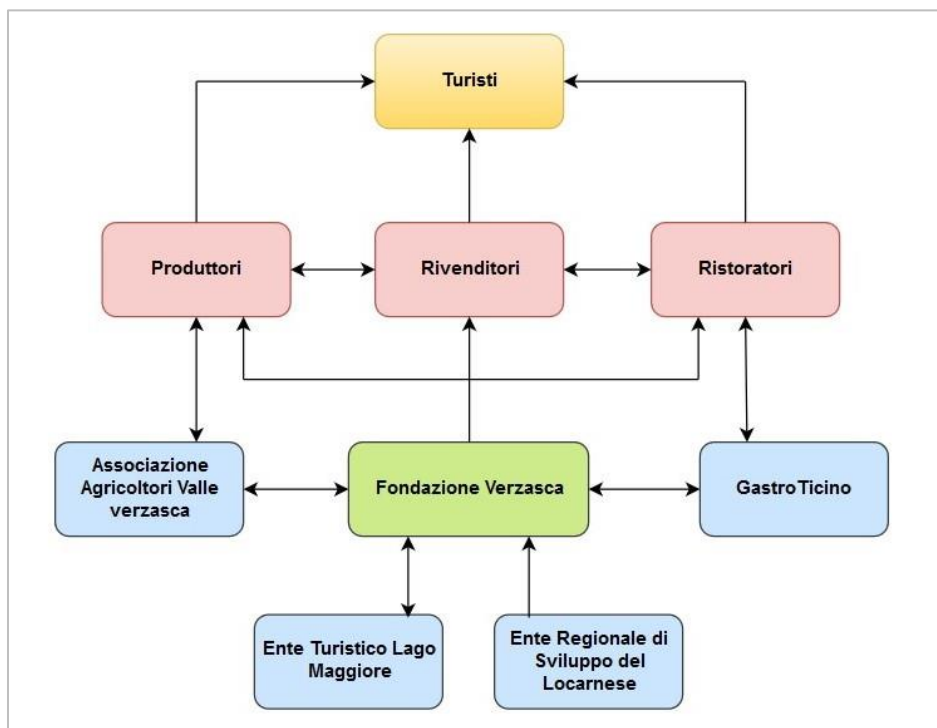 Turisti
Produttori
Rivenditori
Ristoratori
Associazione
Agricoltori Valle
verzasca
Fondazione Verzasca
GastroTicino
Ente Turistico Lago
Maggiore
Ente Regionale di
Sviluppo del
Locarnese